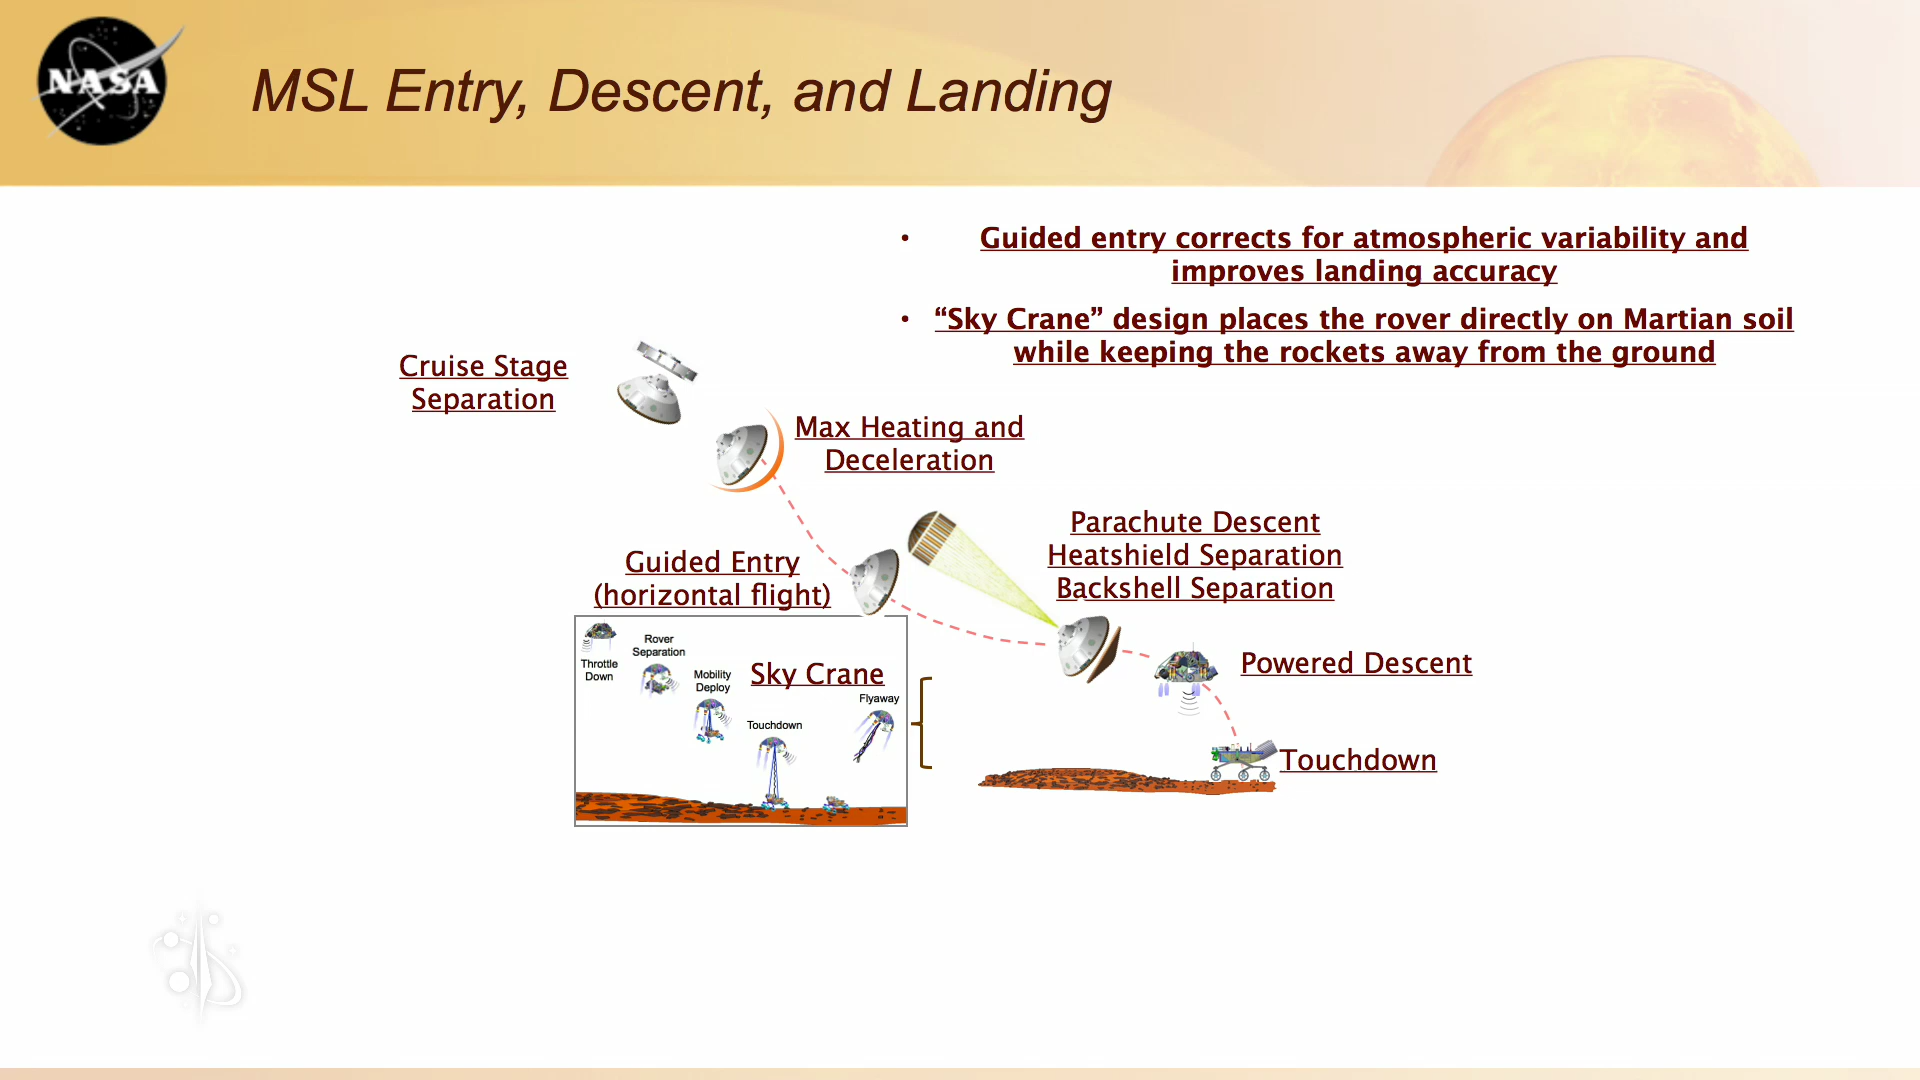 NASA
MSL Entry, Descent, and Landing
• Guided entry corrects for atmospheric variability and
improves landing accuracy
• “Sky Crane” design places the rover directly on Martian soil
while keeping the rockets away from the ground
Cruise Stage
Separation
Max Heating and
Deceleration
Guided Entry
(horizontal flight)
Parachute Descent
Heatshield Separation
Backshell Separation
Powered Descent
Touchdown
Sky Crane
Throttle
Down
Rover
Separation
Mobility
Deploy
Touchdown
Flyaway